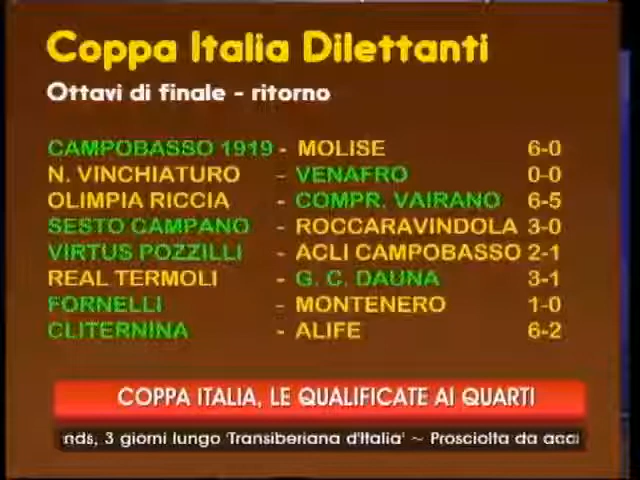 Coppa Italia Dilettanti
Ottavi di finale - ritorno
CAMPOBASSO 1919 - MOLISE 6-0
N. VINCHIATURO - VENAFRO 0-0
OLIMPIA RICCIA - COMPR. VAIRANO 6-5
SESTO CAMPANO - ROCCARAVINDOLA 3-0
VIRTUS POZZILLI - ACLI CAMPOBASSO 2-1
REAL TERMOLI - G. C. DAUNA 3-1
FORNELLI - MONTENERO 1-0
CLITERNINA - ALIFE 6-2
COPPA ITALIA, LE QUALIFICATE AI QUARTI
nds, 3 giorni lungo 'Transiberiana d'Italia' ~ Prosciolta da